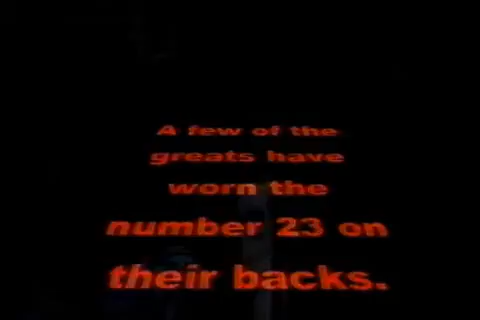 A few of the
greats have
worn the
number 23 on
their backs.